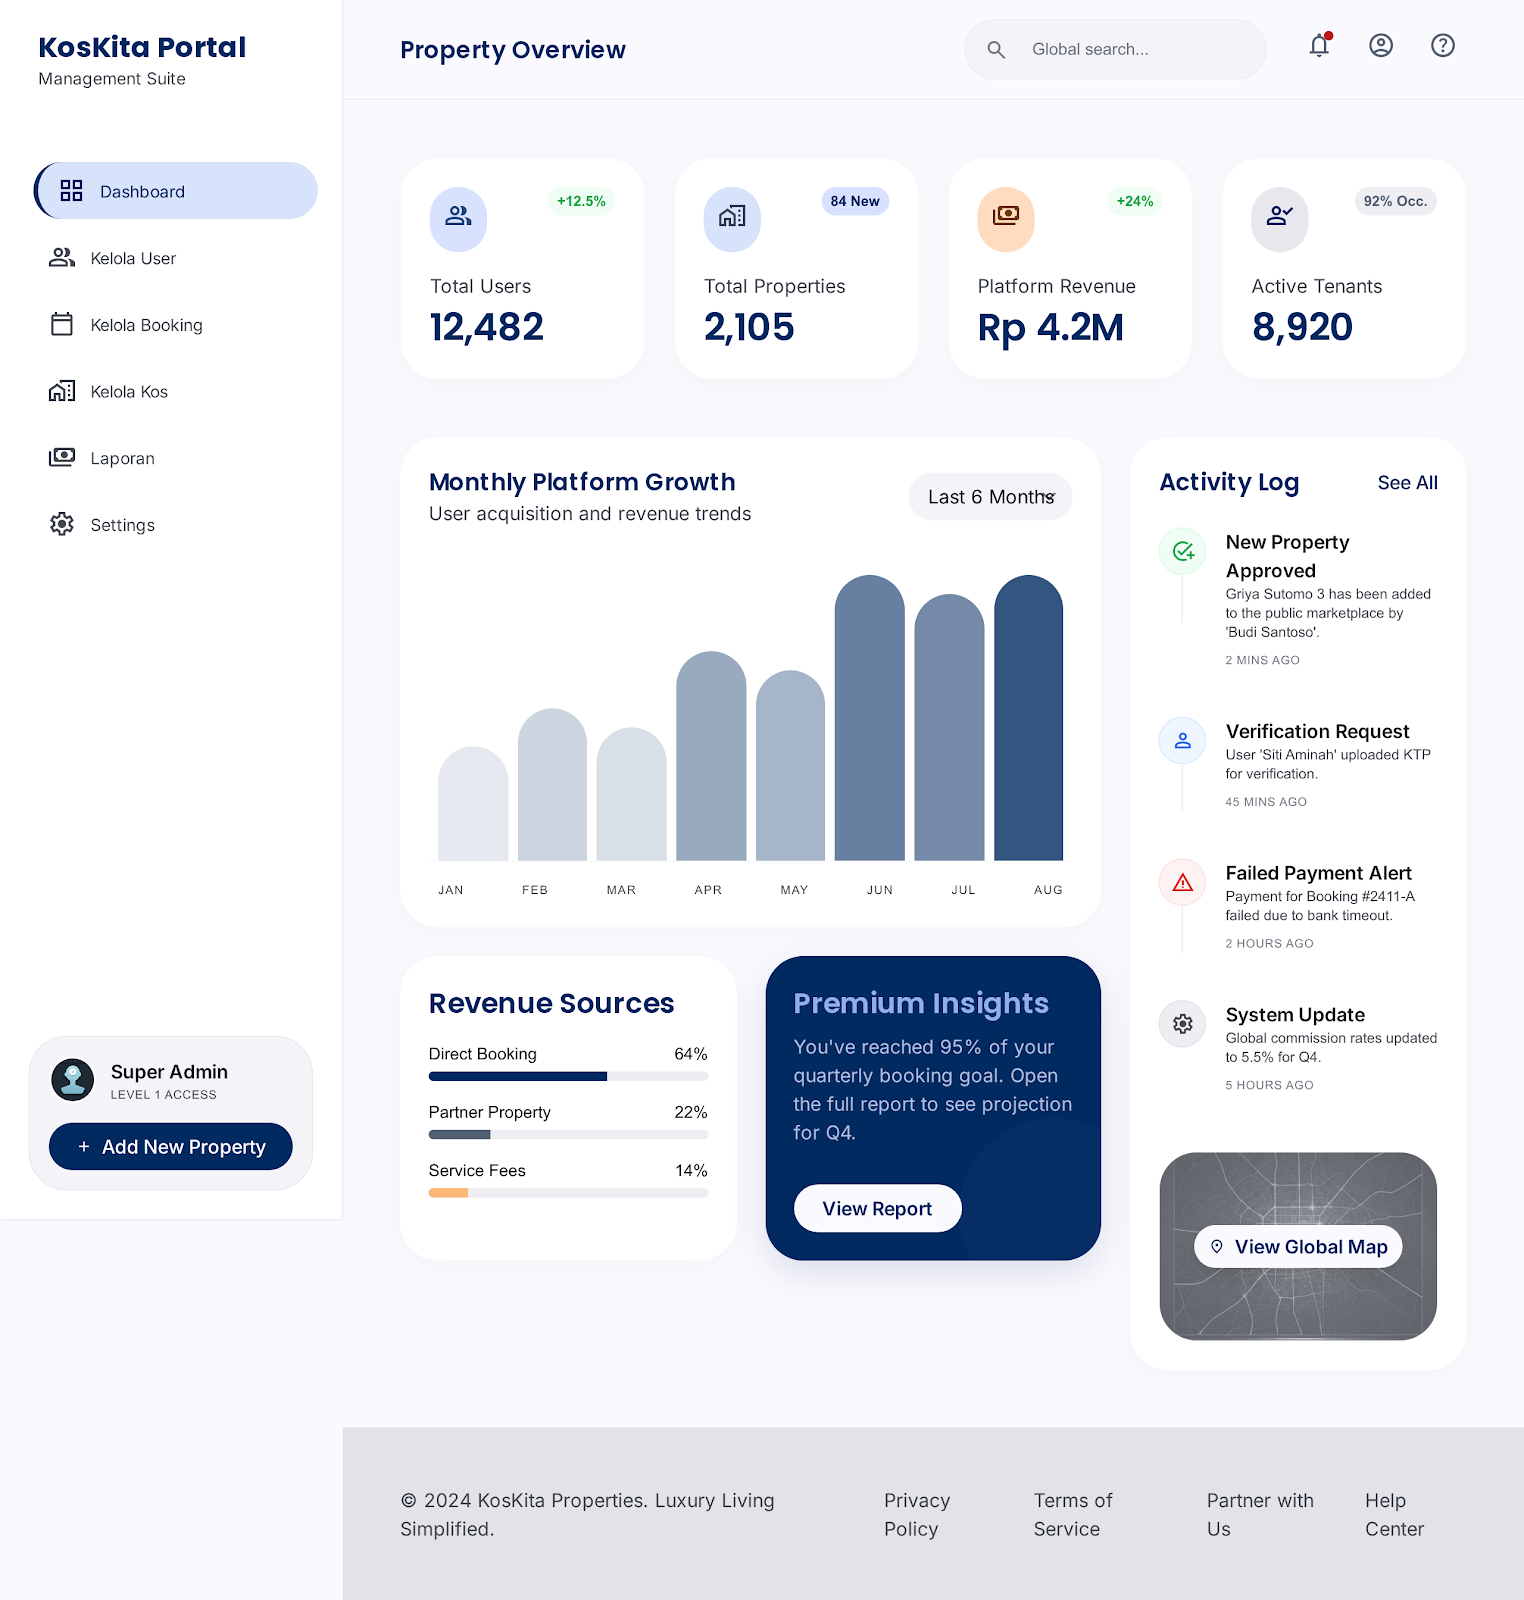 KosKita Portal
Management Suite
Dashboard
Kelola User
Kelola Booking
Kelola Kos
Laporan
Settings
Super Admin
LEVEL 1 ACCESS
+ Add New Property
Property Overview
Global search...
+12.5%
Total Users
12,482
84 New
Total Properties
2,105
+24%
Platform Revenue
Rp 4.2M
92% Occ.
Active Tenants
8,920
Monthly Platform Growth
User acquisition and revenue trends
Last 6 Months
JAN FEB MAR APR MAY JUN JUL AUG
Revenue Sources
Direct Booking 64%
Partner Property 22%
Service Fees 14%
Premium Insights
You've reached 95% of your
quarterly booking goal. Open
the full report to see projection
for Q4.
View Report
Activity Log
See All
New Property
Approved
Griya Sutomo 3 has been added
to the public marketplace by
'Budi Santoso'.
2 MINS AGO
Verification Request
User 'Siti Aminah' uploaded KTP
for verification.
45 MINS AGO
Failed Payment Alert
Payment for Booking #2411-A
failed due to bank timeout.
2 HOURS AGO
System Update
Global commission rates updated
to 5.5% for Q4.
5 HOURS AGO
View Global Map
© 2024 KosKita Properties. Luxury Living
Simplified.
Privacy
Policy
Terms of
Service
Partner with
Us
Help
Center